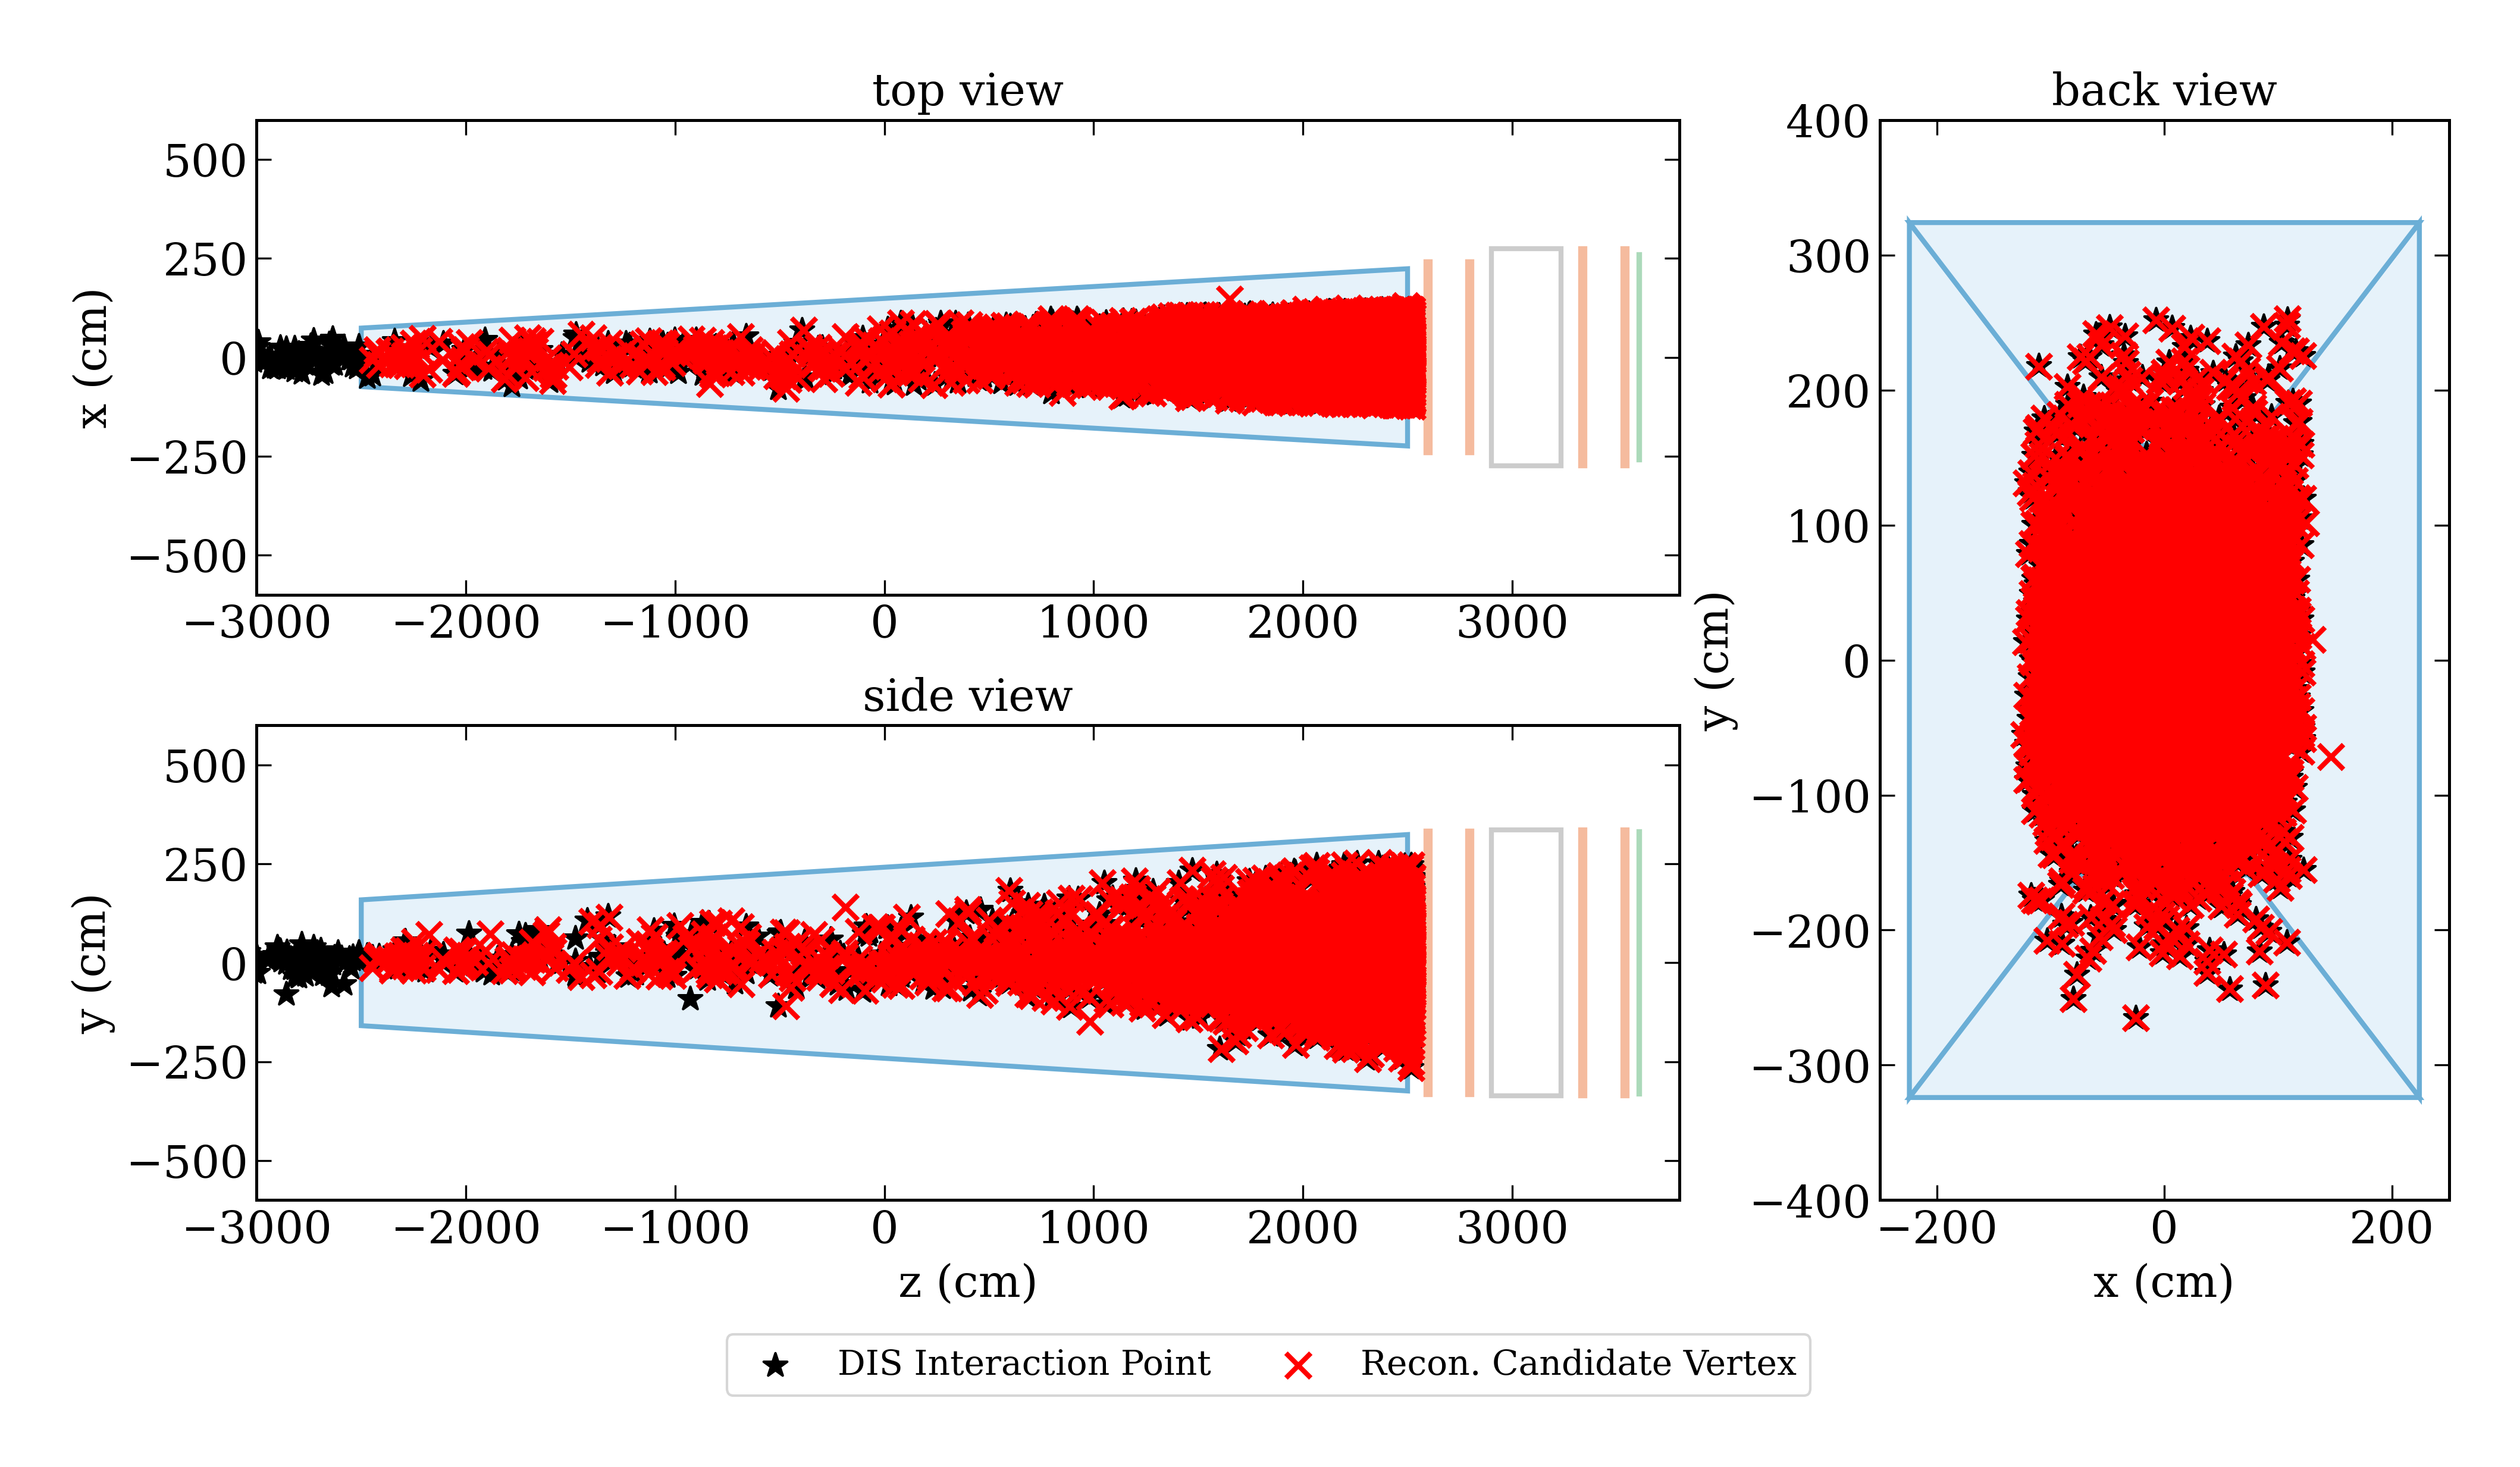 top view
x (cm)
500
250
0
−250
−500
−3000 −2000 −1000 0 1000 2000 3000
side view
y (cm)
500
250
0
−250
−500
−3000 −2000 −1000 0 1000 2000 3000
z (cm)
back view
y (cm)
400
300
200
100
0
−100
−200
−300
−400
−200 0 200
x (cm)
DIS Interaction Point Recon. Candidate Vertex